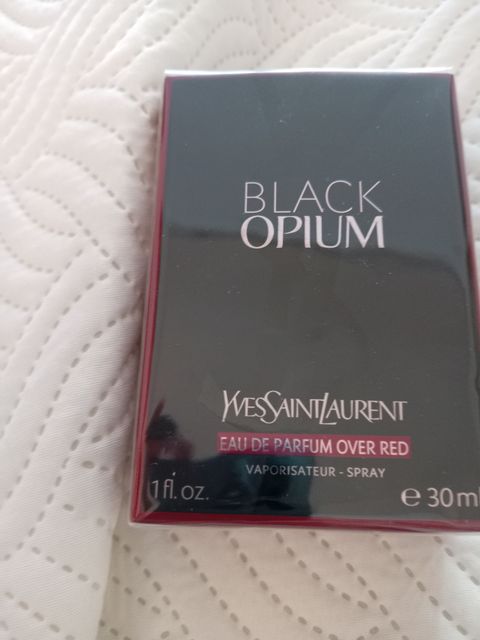 BLACK
OPIUM
YVESSAINTLAURENT
EAU DE PARFUM OVER RED
VAPORISATEUR - SPRAY
1 fl. oz. ℮ 30 ml